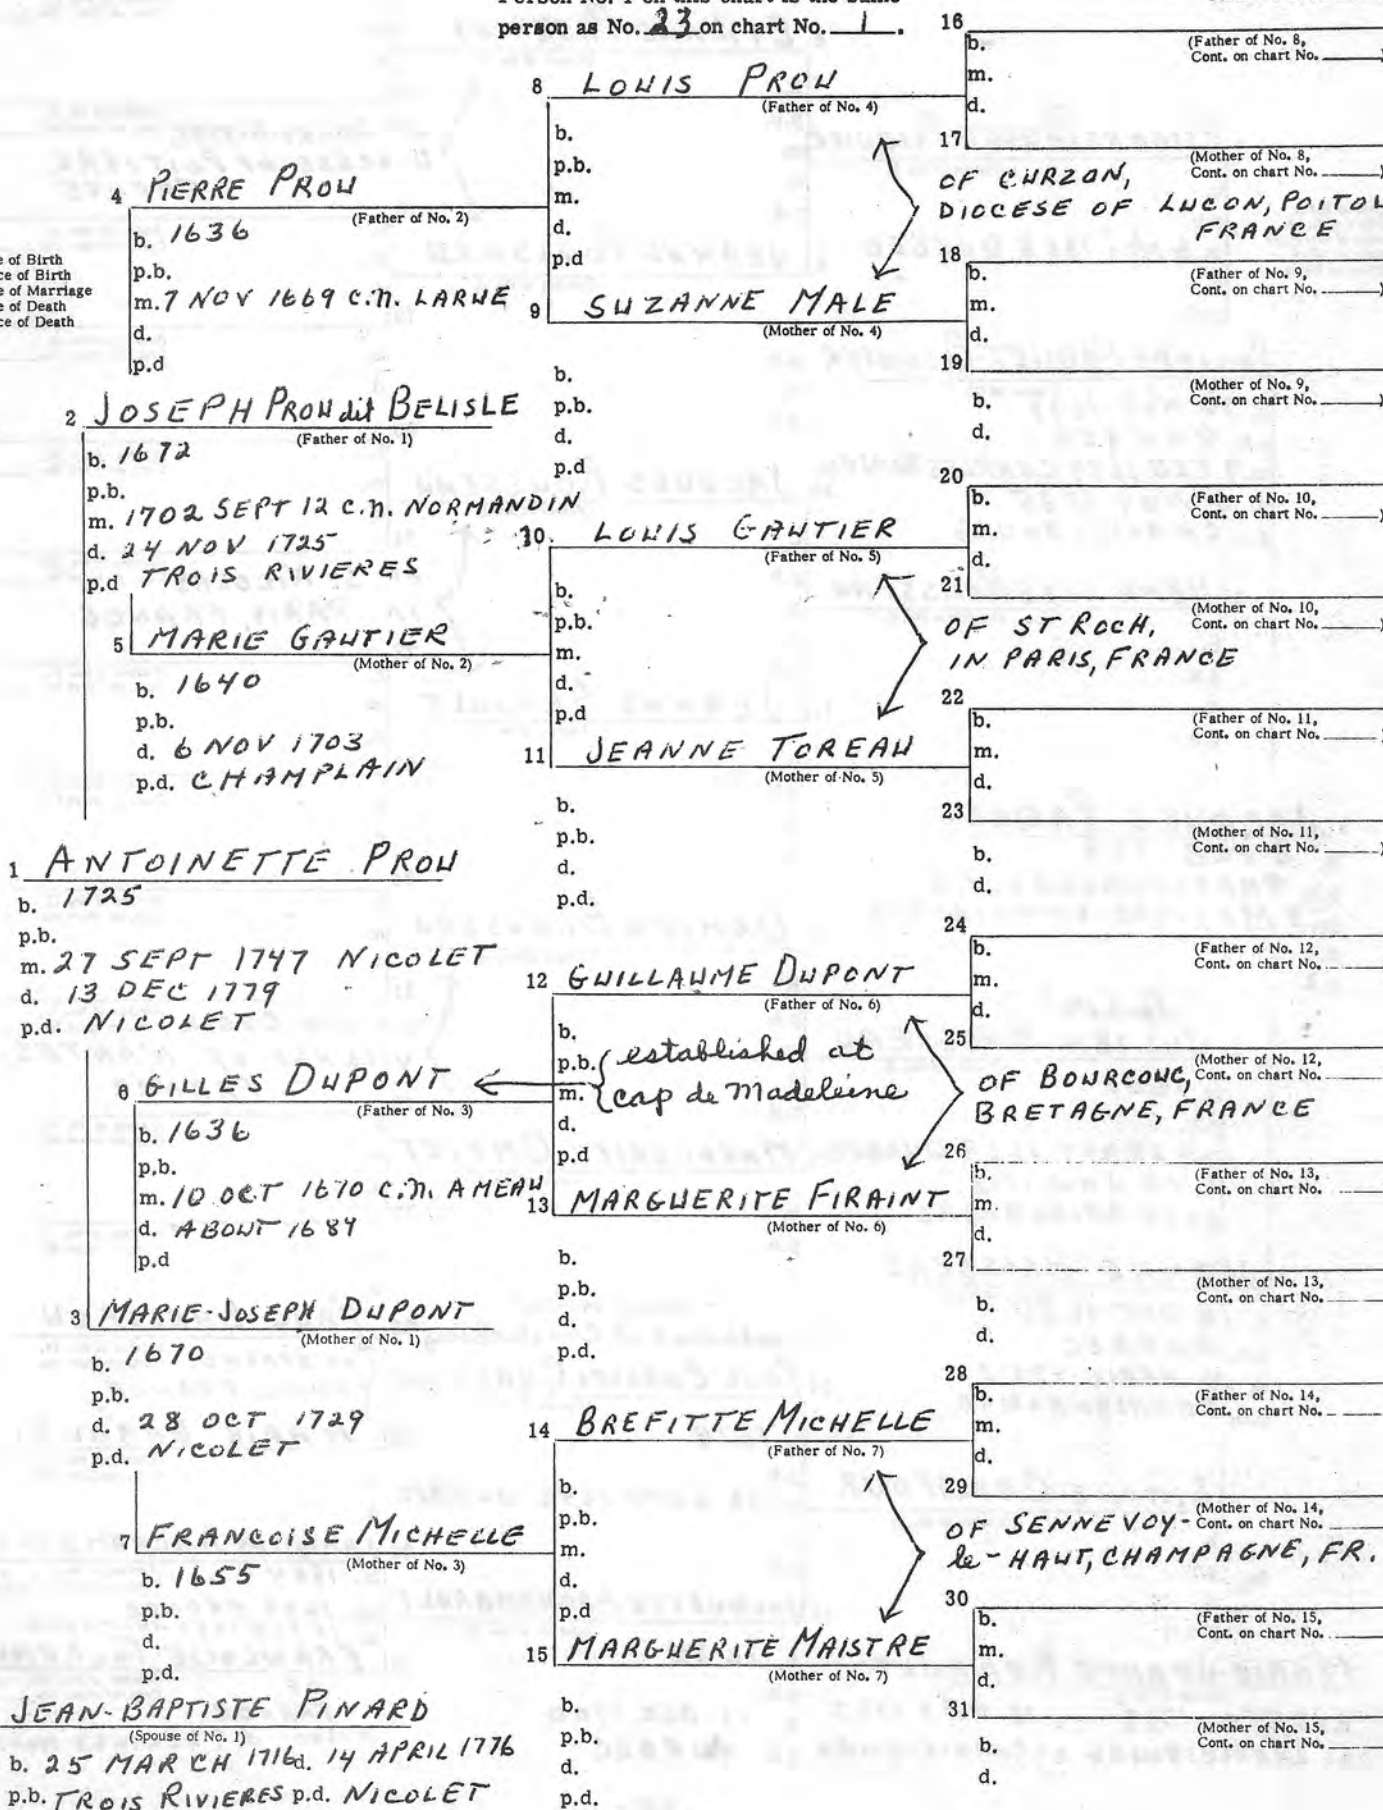 person as No. 23 on chart No. 1.
16
b.
(Father of No. 8,
Cont. on chart No.
m.
d.
8 LOUIS PROU
(Father of No. 4)
b.
p.b.
m.
d.
p.d
17
(Mother of No. 8,
Cont. on chart No.
OF CURZON,
DIOCESE OF LUCON, POITOU
FRANCE
4 PIERRE PROU
(Father of No. 2)
b. 1636
p.b.
m. 7 NOV 1669 C.N. LARUE
d.
p.d
e of Birth
ce of Birth
e of Marriage
e of Death
ce of Death
18
b.
(Father of No. 9,
Cont. on chart No.
m.
d.
9 SUZANNE MALE
(Mother of No. 4)
b.
p.b.
d.
p.d
19
(Mother of No. 9,
Cont. on chart No.
b.
d.
2 JOSEPH PROU dit BELISLE
(Father of No. 1)
b. 1672
p.b.
m. 1702 SEPT 12 C.N. NORMANDIN
d. 24 NOV 1725
p.d TROIS RIVIERES
20
b.
(Father of No. 10,
Cont. on chart No.
m.
d.
10. LOUIS GAUTIER
(Father of No. 5)
b.
p.b.
m.
d.
p.d
21
(Mother of No. 10,
Cont. on chart No.
OF ST ROCH,
IN PARIS, FRANCE
5 MARIE GAUTIER
(Mother of No. 2)
b. 1640
p.b.
d. 6 NOV 1703
p.d. CHAMPLAIN
22
b.
(Father of No. 11,
Cont. on chart No.
m.
d.
11 JEANNE TOREAU
(Mother of No. 5)
b.
p.b.
d.
p.d.
23
(Mother of No. 11,
Cont. on chart No.
b.
d.
1 ANTOINETTE PROU
b. 1725
p.b.
m. 27 SEPT 1747 NICOLET
d. 13 DEC 1779
p.d. NICOLET
24
b.
(Father of No. 12,
Cont. on chart No.
m.
d.
12 GUILLAUME DUPONT
(Father of No. 6)
b.
p.b. established at
m. cap de Madeleine
d.
p.d
25
(Mother of No. 12,
Cont. on chart No.
OF BOURCOUC,
BRETAGNE, FRANCE
6 GILLES DUPONT
(Father of No. 3)
b. 1636
p.b.
m. 10 OCT 1670 C.N. AMEAU
d. ABOUT 1689
p.d
26
b.
(Father of No. 13,
Cont. on chart No.
m.
d.
13 MARGUERITE FIRAINT
(Mother of No. 6)
b.
p.b.
d.
p.d.
27
(Mother of No. 13,
Cont. on chart No.
b.
d.
3 MARIE-JOSEPH DUPONT
(Mother of No. 1)
b. 1670
p.b.
d. 28 OCT 1729
p.d. NICOLET
28
b.
(Father of No. 14,
Cont. on chart No.
m.
d.
14 BREFITTE MICHELLE
(Father of No. 7)
b.
p.b.
m.
d.
p.d
29
(Mother of No. 14,
Cont. on chart No.
OF SENNEVOY-
le-HAUT, CHAMPAGNE, FR.
7 FRANCOISE MICHELLE
(Mother of No. 3)
b. 1655
p.b.
d.
p.d.
30
b.
(Father of No. 15,
Cont. on chart No.
m.
d.
15 MARGUERITE MAISTRE
(Mother of No. 7)
b.
p.b.
d.
p.d.
31
(Mother of No. 15,
Cont. on chart No.
b.
d.
JEAN-BAPTISTE PINARD
(Spouse of No. 1)
b. 25 MARCH 1716 d. 14 APRIL 1776
p.b. TROIS RIVIERES p.d. NICOLET